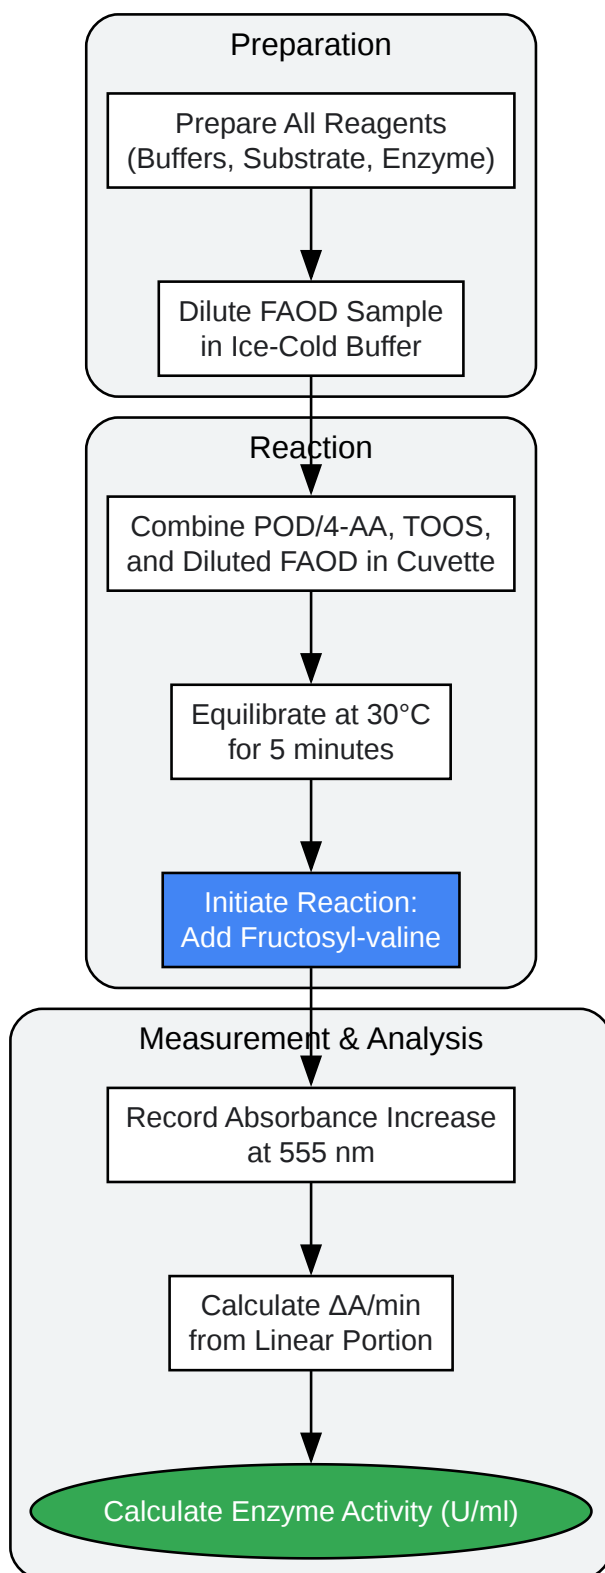 Preparation
Prepare All Reagents
(Buffers, Substrate, Enzyme)
Dilute FAOD Sample
in Ice-Cold Buffer
Reaction
Combine POD/4-AA, TOOS,
and Diluted FAOD in Cuvette
Equilibrate at 30°C
for 5 minutes
Initiate Reaction:
Add Fructosyl-valine
Measurement & Analysis
Record Absorbance Increase
at 555 nm
Calculate ΔA/min
from Linear Portion
Calculate Enzyme Activity (U/ml)